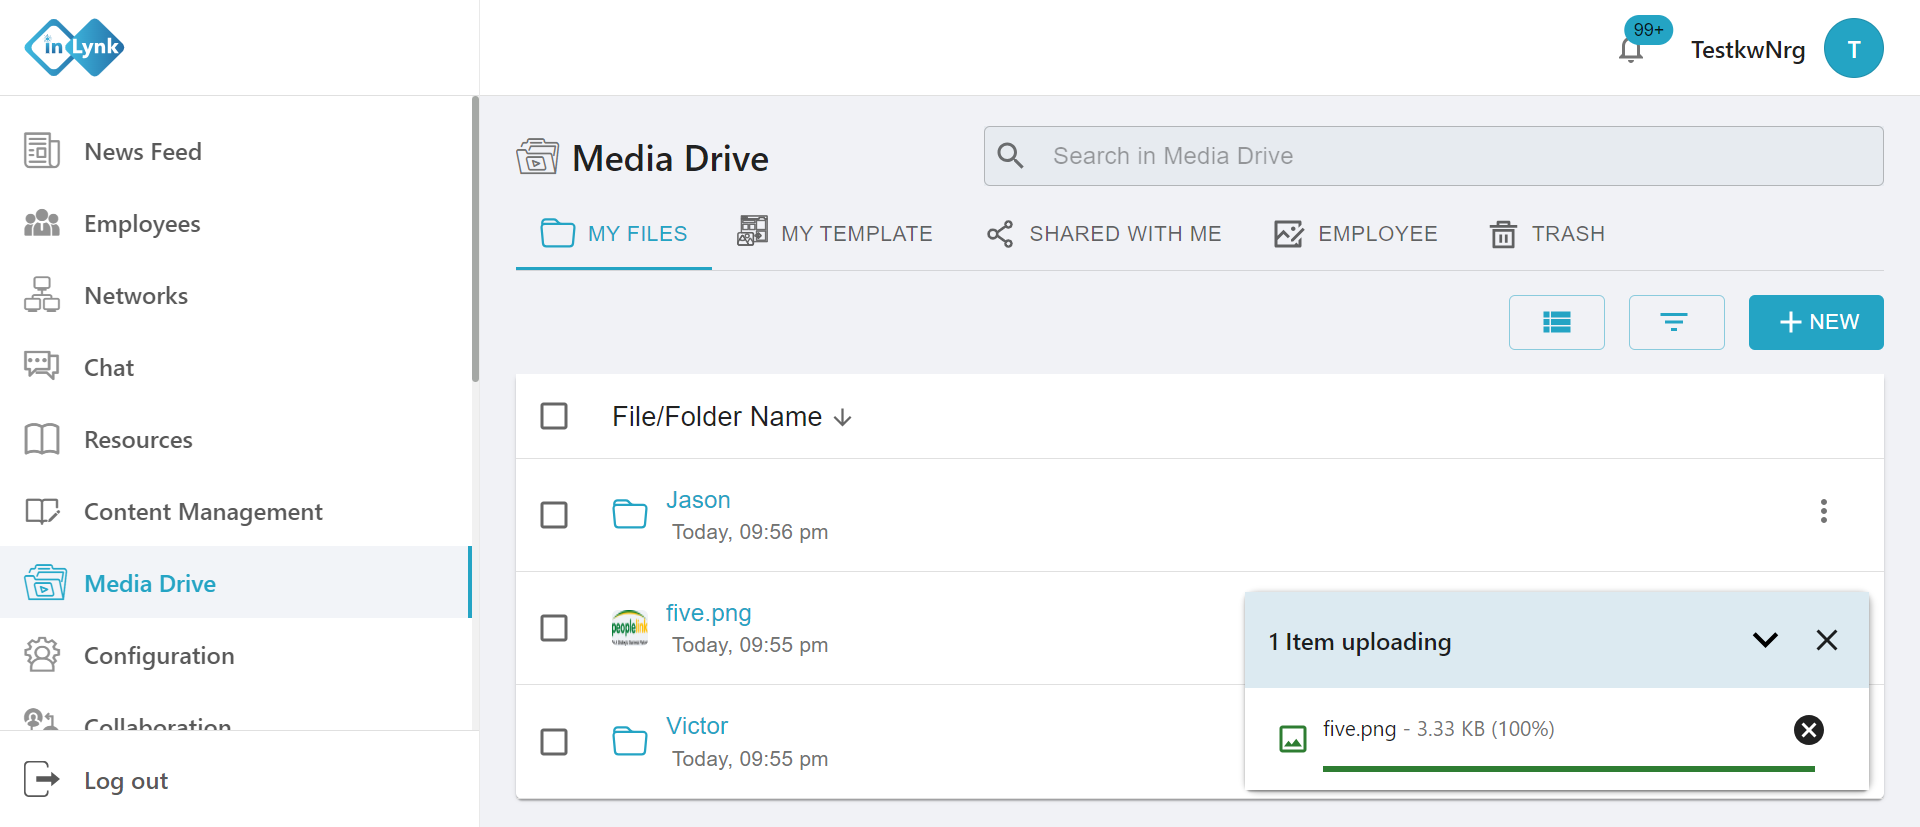 in Lynk
99+
TestkwNrg
T
News Feed
Employees
Networks
Chat
Resources
Content Management
Media Drive
Configuration
Collaboration
Log out
Media Drive
Search in Media Drive
MY FILES
MY TEMPLATE
SHARED WITH ME
EMPLOYEE
TRASH
NEW
File/Folder Name
Jason
Today, 09:56 pm
peoplelink
five.png
Today, 09:55 pm
Victor
Today, 09:55 pm
1 Item uploading
five.png - 3.33 KB (100%)